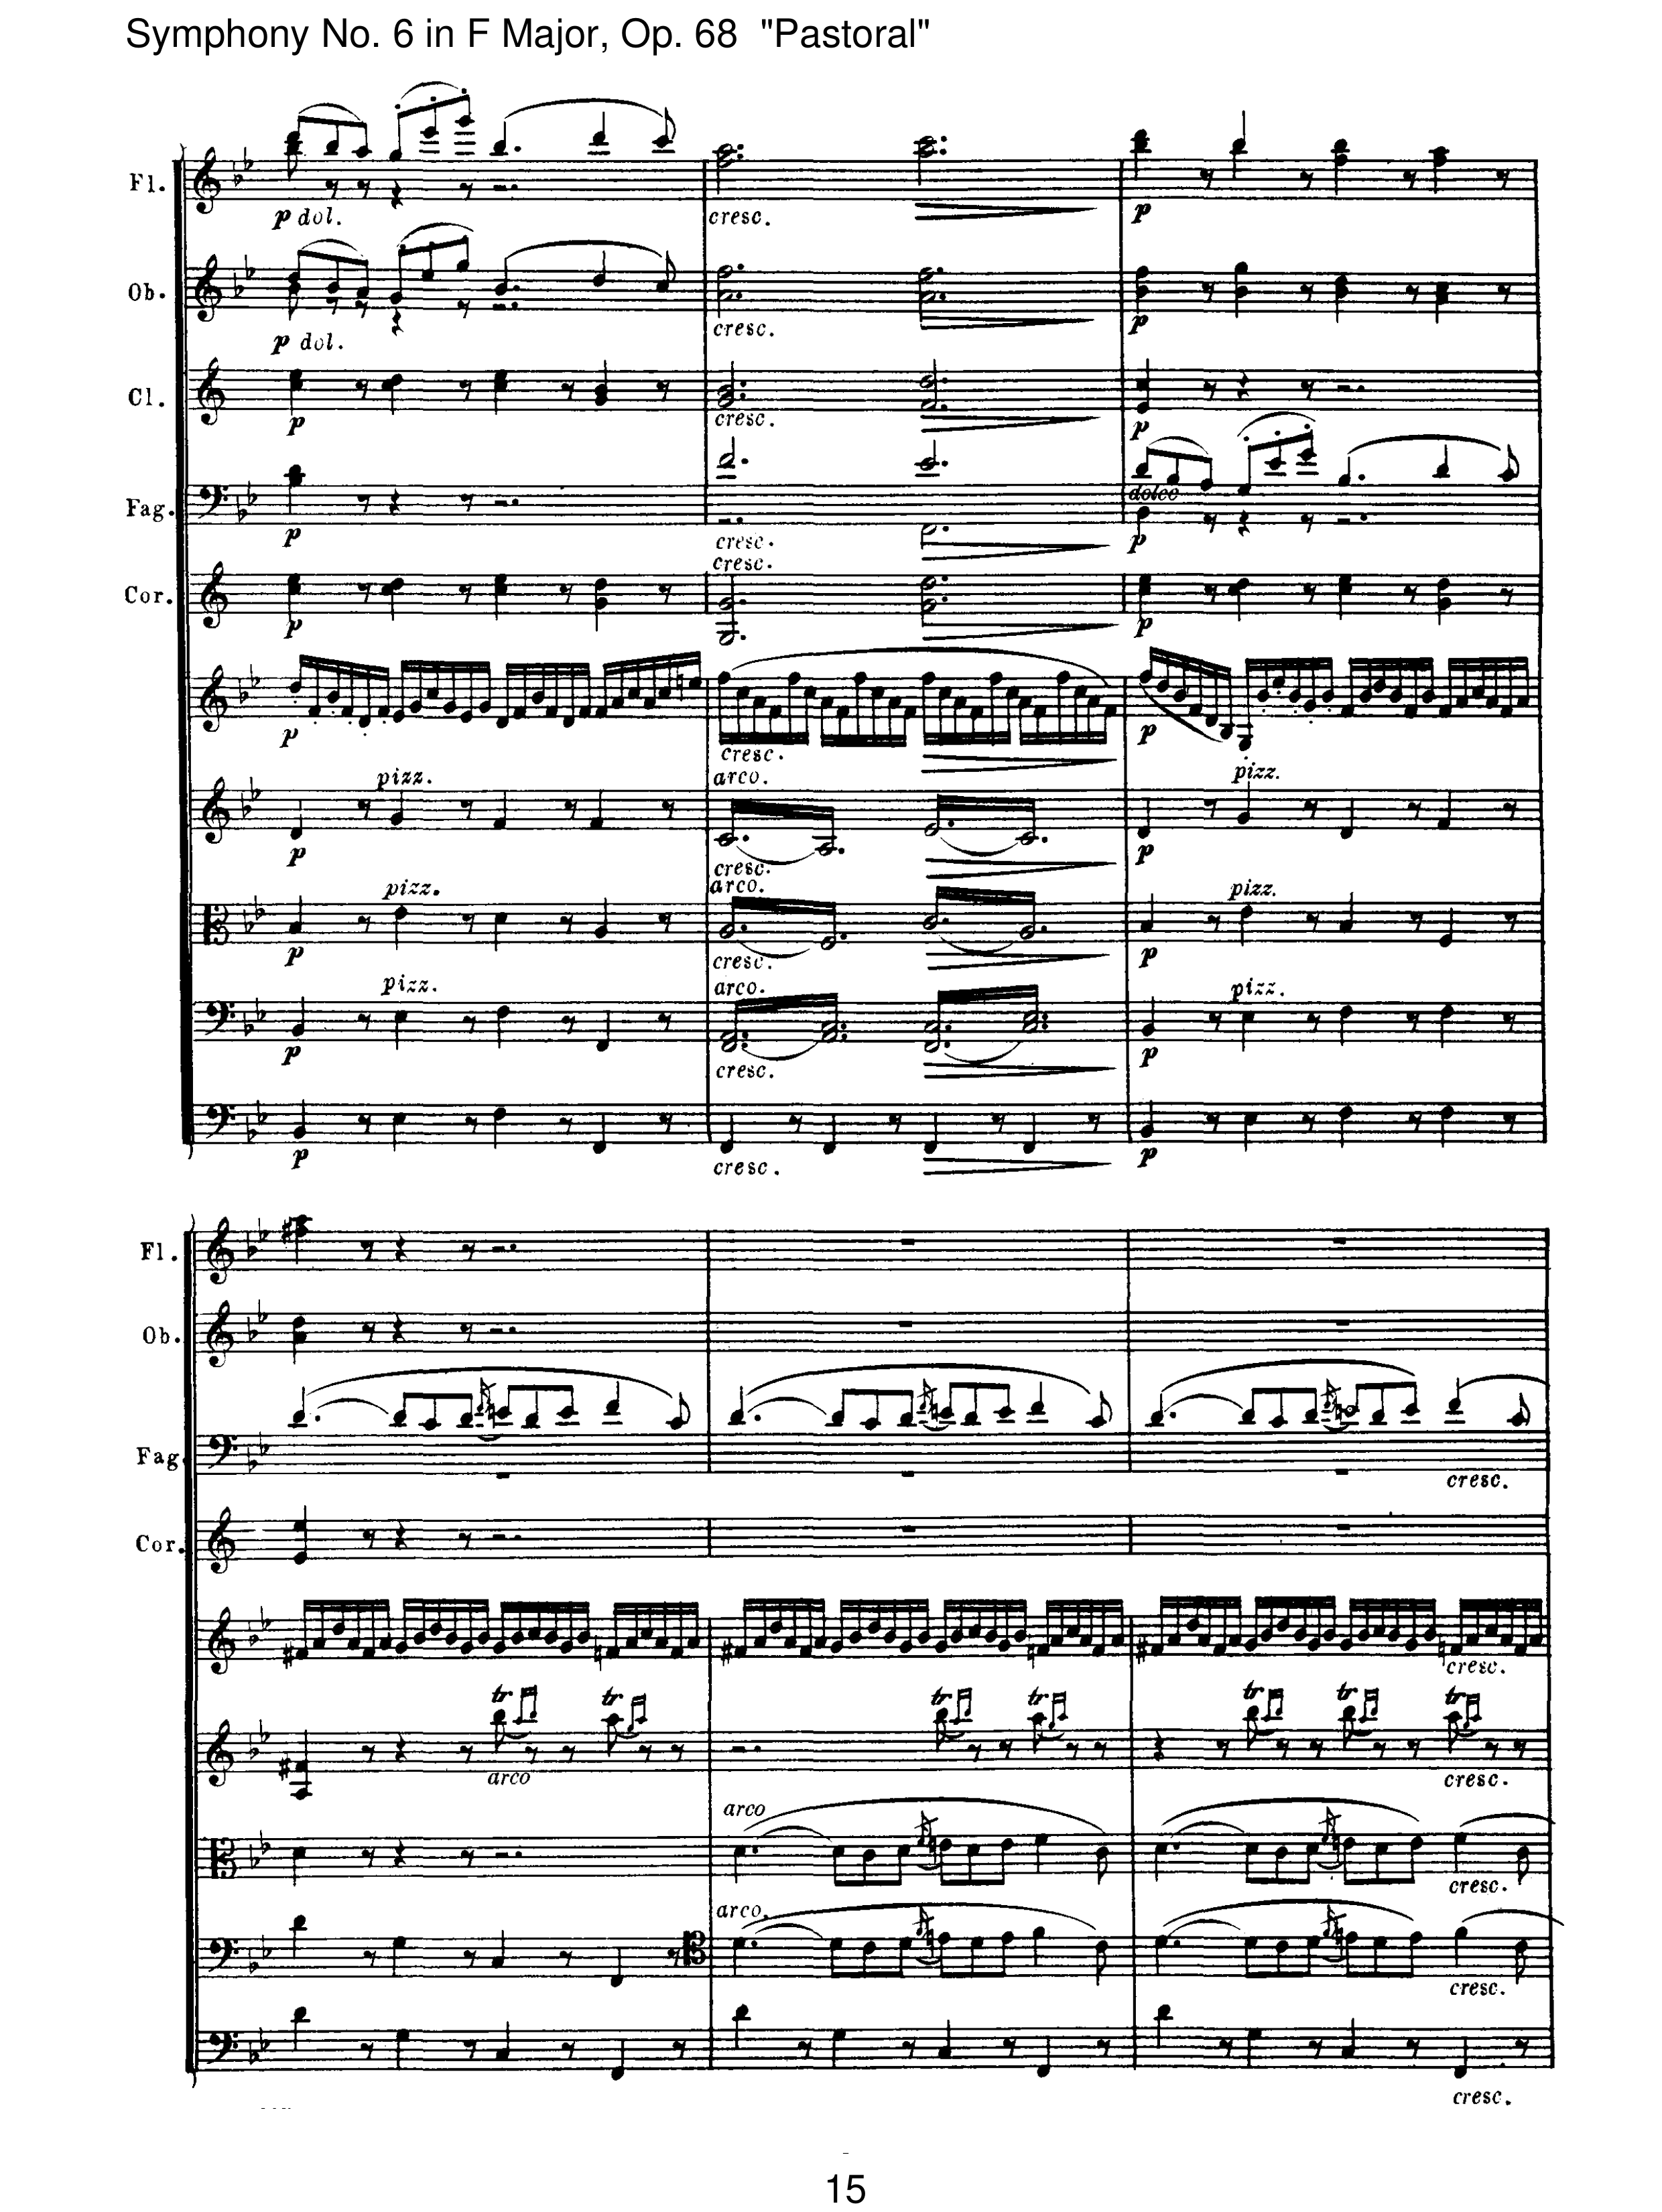 Symphony No. 6 in F Major, Op. 68 "Pastoral"
Fl.
p dol. cresc. p
Ob.
p dol. cresc. p
Cl.
p cresc. p
dolce
Fag.
p cresc. p
cresc.
Cor.
p p
p cresc. p
pizz. arco. pizz.
p cresc. p
pizz. arco. pizz.
p cresc. p
pizz. arco. pizz.
p cresc. p
p cresc. p
Fl.
Ob.
Fag.
cresc.
Cor.
cresc.
tr tr tr tr tr tr tr
arco cresc.
arco
cresc.
arco.
cresc.
cresc.
15